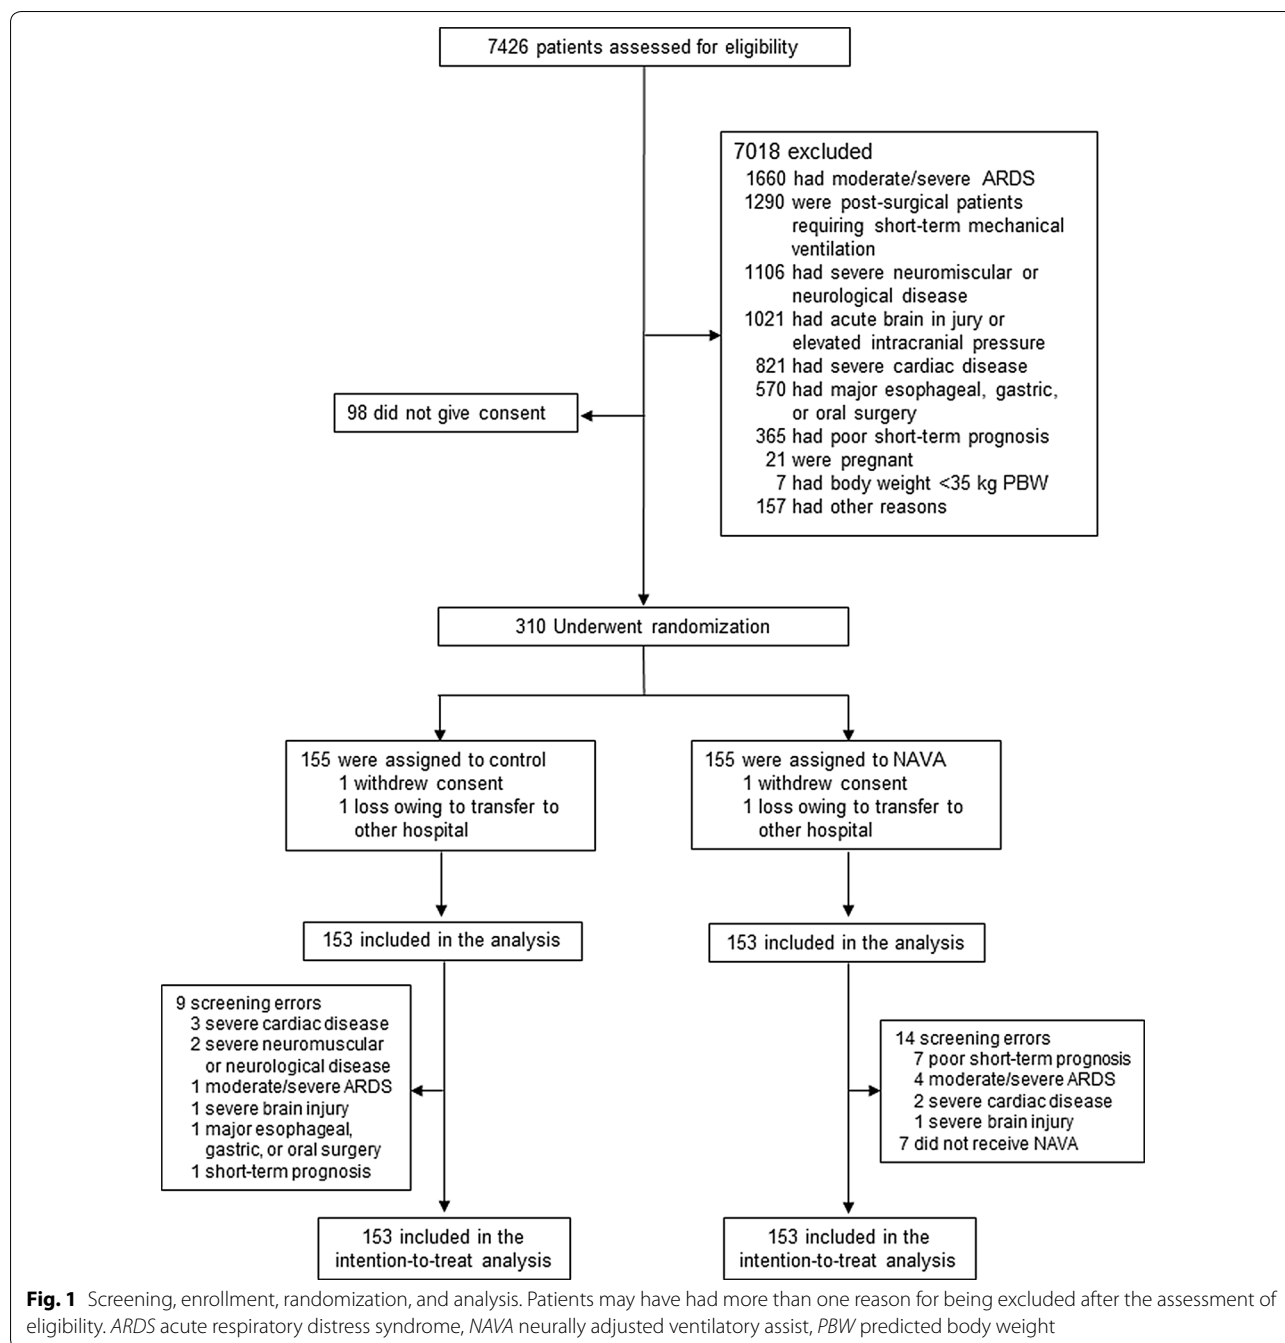 7426 patients assessed for eligibility
7018 excluded
1660 had moderate/severe ARDS
1290 were post-surgical patients
requiring short-term mechanical
ventilation
1106 had severe neuromiscular or
neurological disease
1021 had acute brain in jury or
elevated intracranial pressure
821 had severe cardiac disease
570 had major esophageal, gastric,
or oral surgery
365 had poor short-term prognosis
21 were pregnant
7 had body weight <35 kg PBW
157 had other reasons
98 did not give consent
310 Underwent randomization
155 were assigned to control
1 withdrew consent
1 loss owing to transfer to
other hospital
155 were assigned to NAVA
1 withdrew consent
1 loss owing to transfer to
other hospital
153 included in the analysis
153 included in the analysis
9 screening errors
3 severe cardiac disease
2 severe neuromuscular
or neurological disease
1 moderate/severe ARDS
1 severe brain injury
1 major esophageal,
gastric, or oral surgery
1 short-term prognosis
14 screening errors
7 poor short-term prognosis
4 moderate/severe ARDS
2 severe cardiac disease
1 severe brain injury
7 did not receive NAVA
153 included in the
intention-to-treat analysis
153 included in the
intention-to-treat analysis
Fig. 1 Screening, enrollment, randomization, and analysis. Patients may have had more than one reason for being excluded after the assessment of
eligibility. ARDS acute respiratory distress syndrome, NAVA neurally adjusted ventilatory assist, PBW predicted body weight